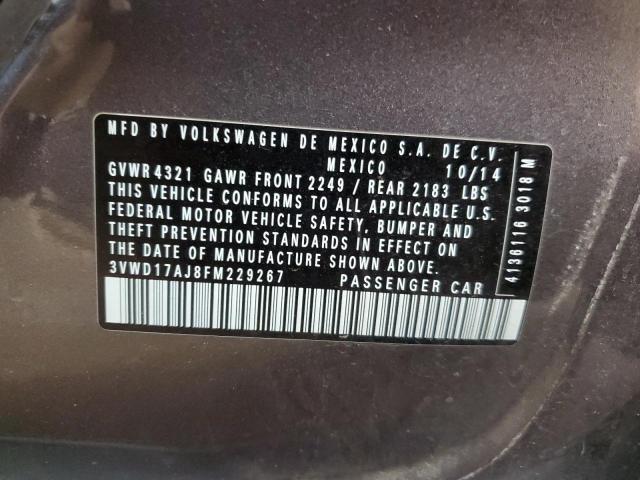 MFD BY VOLKSWAGEN DE MEXICO S.A. DE C.V.
MEXICO 10/14
GVWR 4321 GAWR FRONT 2249 / REAR 2183 LBS
THIS VEHICLE CONFORMS TO ALL APPLICABLE U.S.
FEDERAL MOTOR VEHICLE SAFETY, BUMPER AND
THEFT PREVENTION STANDARDS IN EFFECT ON
THE DATE OF MANUFACTURE SHOWN ABOVE.
3VWD17AJ8FM229267 PASSENGER CAR
4136116 3018 M